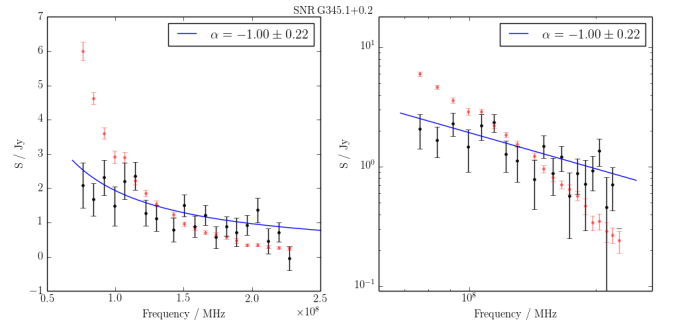 SNR G345.1+0.2
α = −1.00 ± 0.22
S / Jy
7
6
5
4
3
2
1
0
−1
0.5
1.0
1.5
2.0
2.5
×10⁸
Frequency / MHz
α = −1.00 ± 0.22
S / Jy
10¹
10⁰
10⁻¹
10⁸
Frequency / MHz